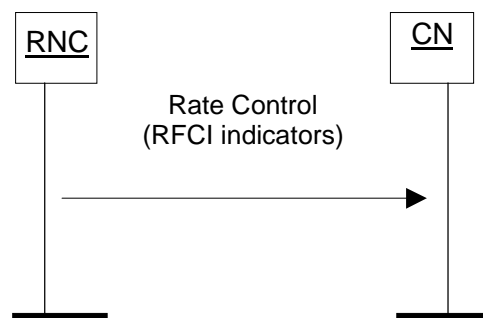 RNC
CN
Rate Control
(RFCI indicators)